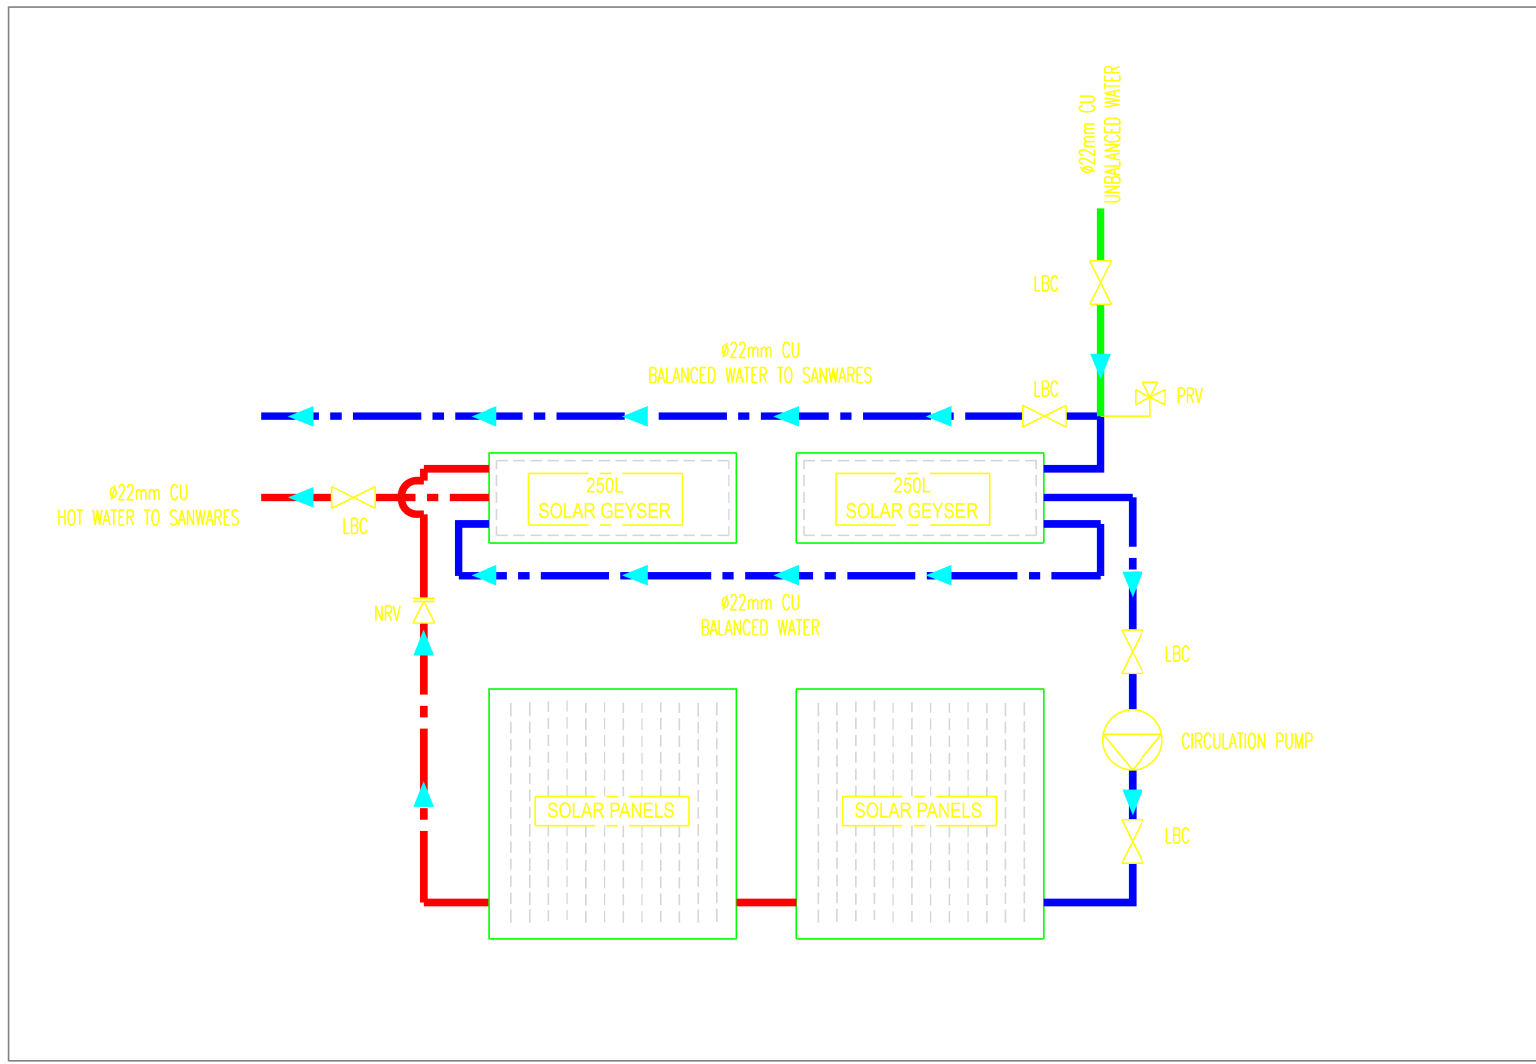 Ø22mm CU
UNBALANCED WATER
LBC
Ø22mm CU
BALANCED WATER TO SANWARES
LBC
PRV
250L
SOLAR GEYSER
250L
SOLAR GEYSER
Ø22mm CU
HOT WATER TO SANWARES
LBC
Ø22mm CU
BALANCED WATER
NRV
LBC
CIRCULATION PUMP
SOLAR PANELS
SOLAR PANELS
LBC